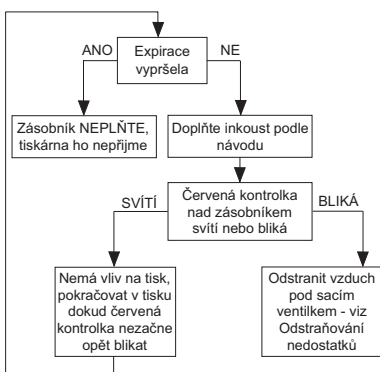 Expirace
vypršela
ANO
NE
Zásobník NEPLŇTE,
tiskárna ho nepřijme
Doplňte inkoust podle
návodu
Červená kontrolka
nad zásobníkem
svítí nebo bliká
SVÍTÍ
BLIKÁ
Nemá vliv na tisk,
pokračovat v tisku
dokud červená
kontrolka nezačne
opět blikat
Odstranit vzduch
pod sacím
ventilkem - viz
Odstraňování
nedostatků